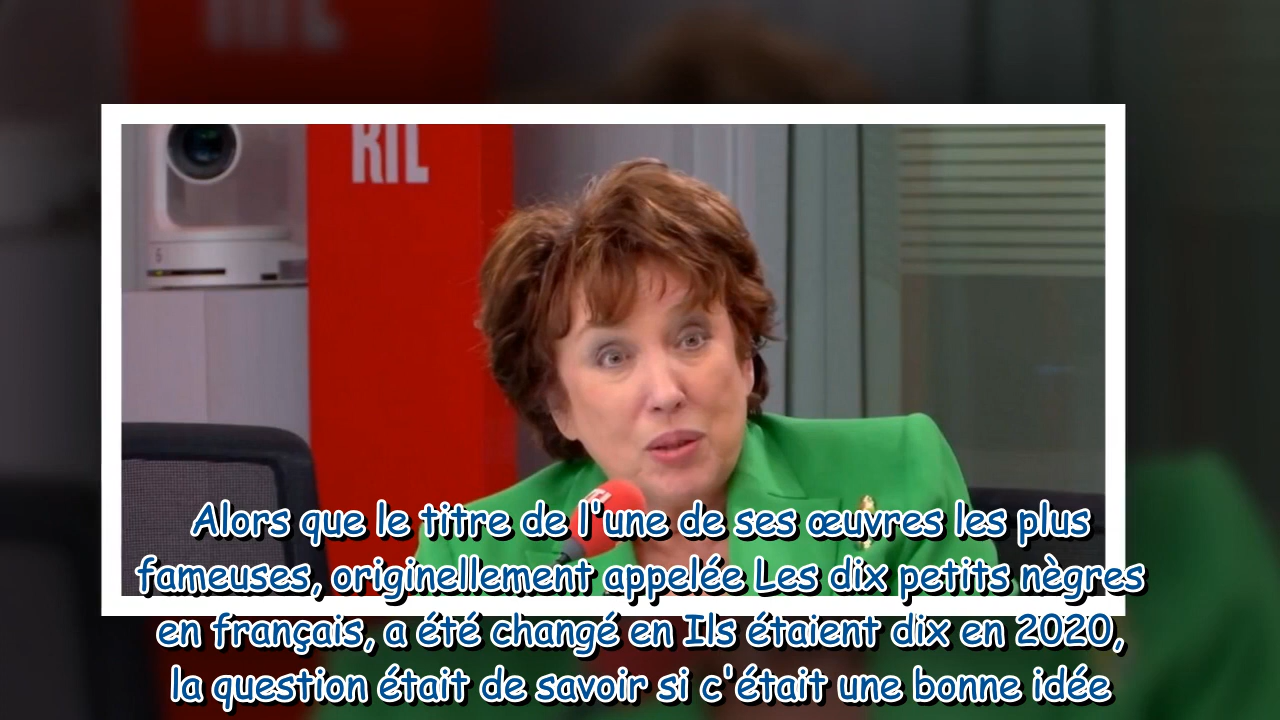 RTL
RTL
Alors que le titre de l'une de ses œuvres les plus
fameuses, originellement appelée Les dix petits nègres
en français, a été changé en Ils étaient dix en 2020,
la question était de savoir si c'était une bonne idée